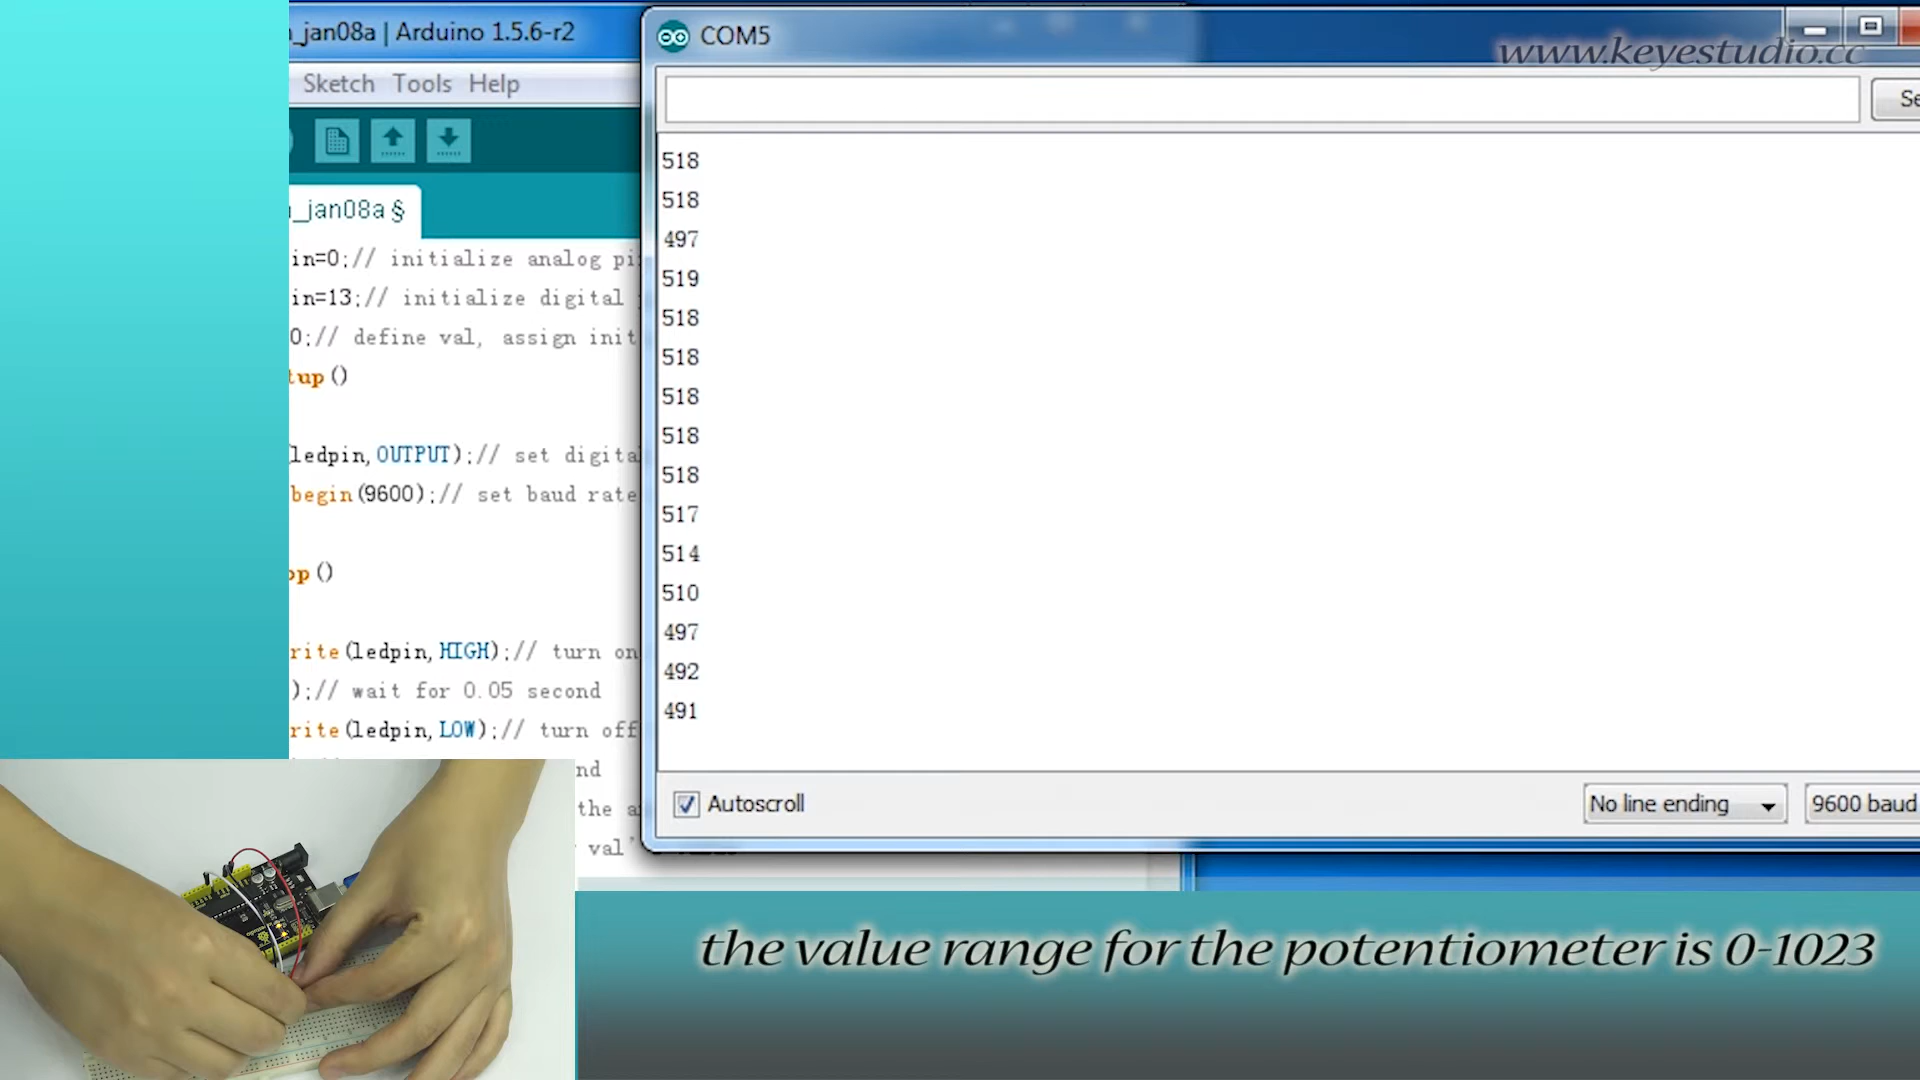 _jan08a | Arduino 1.5.6-r2
Sketch Tools Help
_jan08a §
in=0;// initialize analog pi
in=13;// initialize digital
0;// define val, assign init
tup()
(ledpin,OUTPUT);// set digita
begin(9600);// set baud rate
op()
rite(ledpin,HIGH);// turn on
);// wait for 0.05 second
rite(ledpin,LOW);// turn off
nd
the a
val'
COM5
www.keyestudio.cc
Se
518
518
497
519
518
518
518
518
518
517
514
510
497
492
491
Autoscroll
No line ending
9600 baud
the value range for the potentiometer is 0-1023